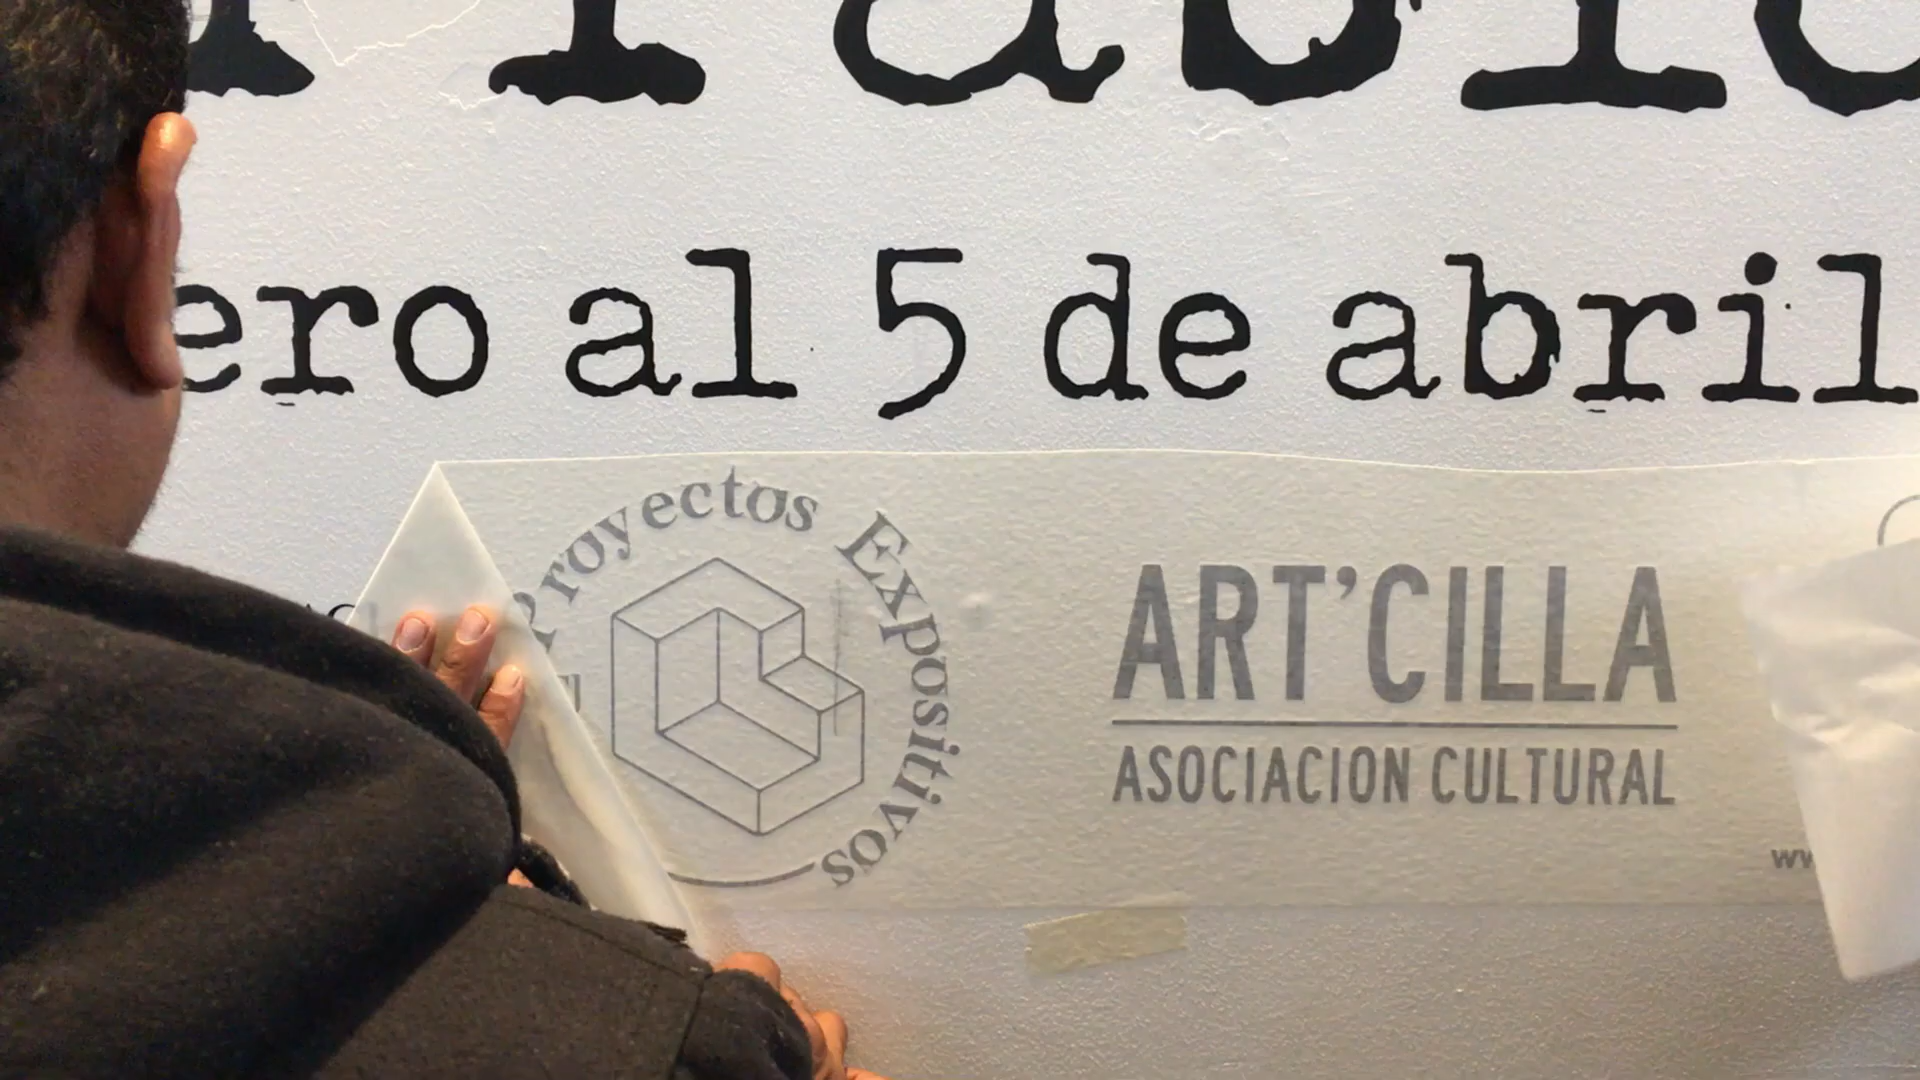 ero al 5 de abril
Proyectos Expositivos
ART'CILLA
ASOCIACION CULTURAL